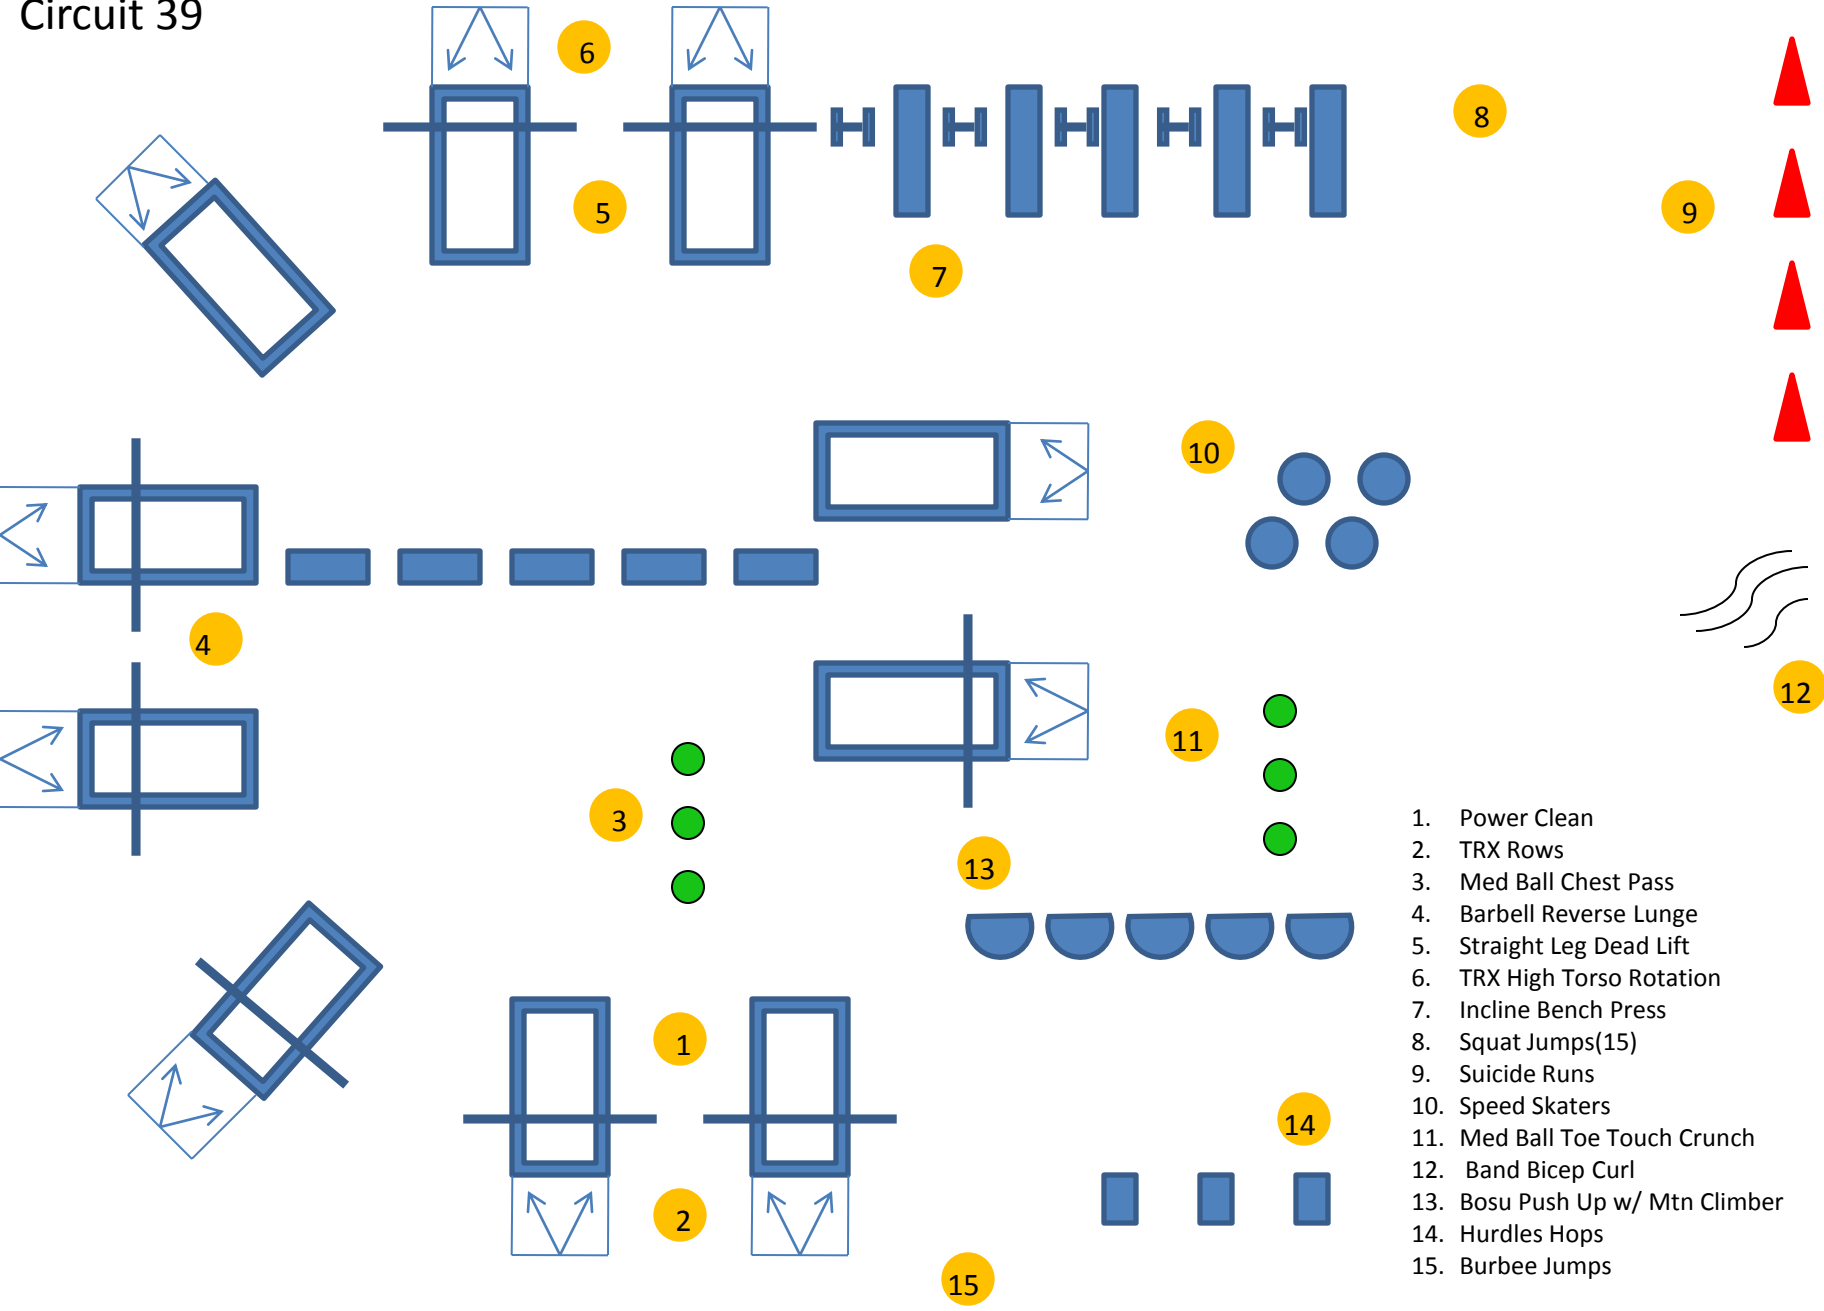 Circuit 39
6
8
5
9
7
10
4
12
11
3
13
1
14
2
15
1. Power Clean
2. TRX Rows
3. Med Ball Chest Pass
4. Barbell Reverse Lunge
5. Straight Leg Dead Lift
6. TRX High Torso Rotation
7. Incline Bench Press
8. Squat Jumps(15)
9. Suicide Runs
10. Speed Skaters
11. Med Ball Toe Touch Crunch
12. Band Bicep Curl
13. Bosu Push Up w/ Mtn Climber
14. Hurdles Hops
15. Burbee Jumps